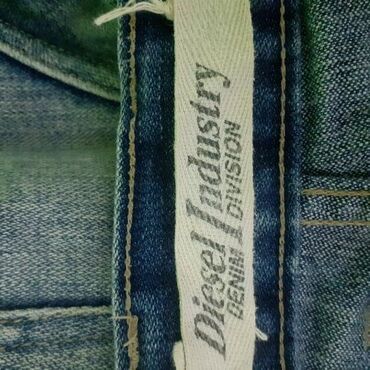 Diesel Industry
DENIM DIVISION